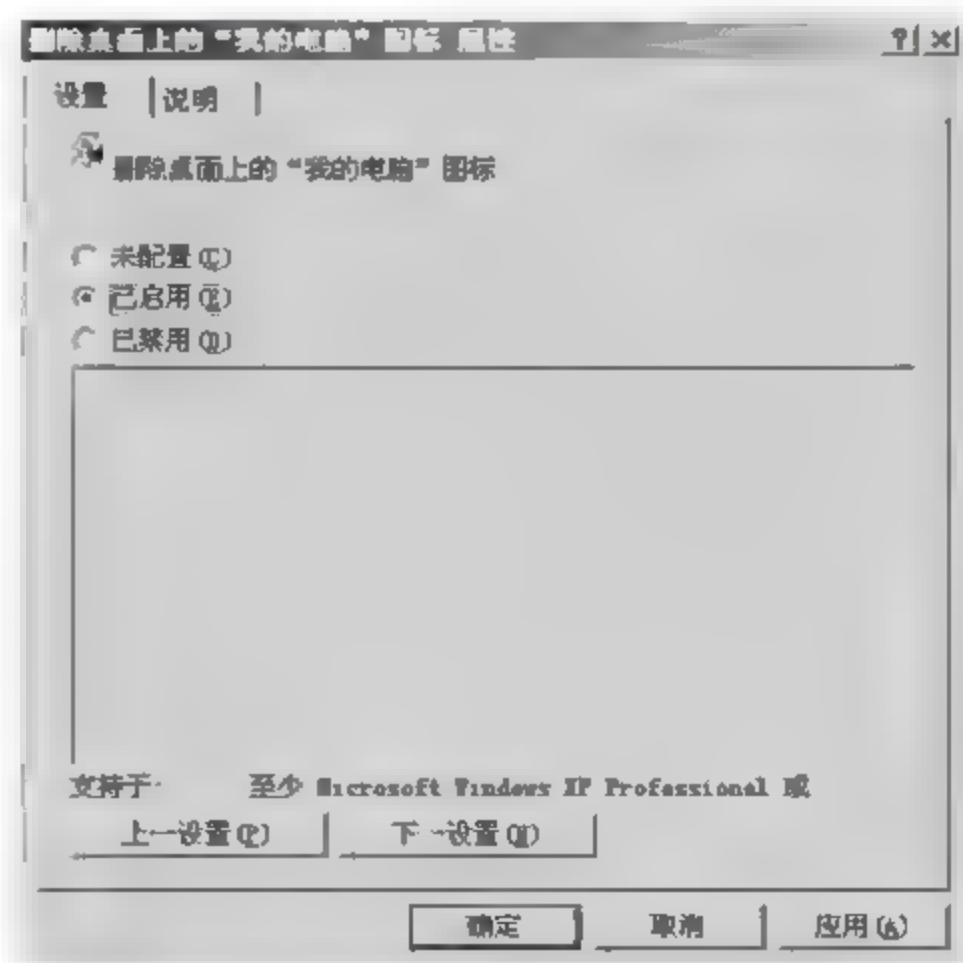 删除桌面上的“我的电脑”图标 属性
设置 说明
删除桌面上的“我的电脑”图标
未配置(C)
已启用(E)
已禁用(D)
支持于: 至少 Microsoft Windows XP Professional 或
上一设置(P) 下一设置(N)
确定 取消 应用(A)